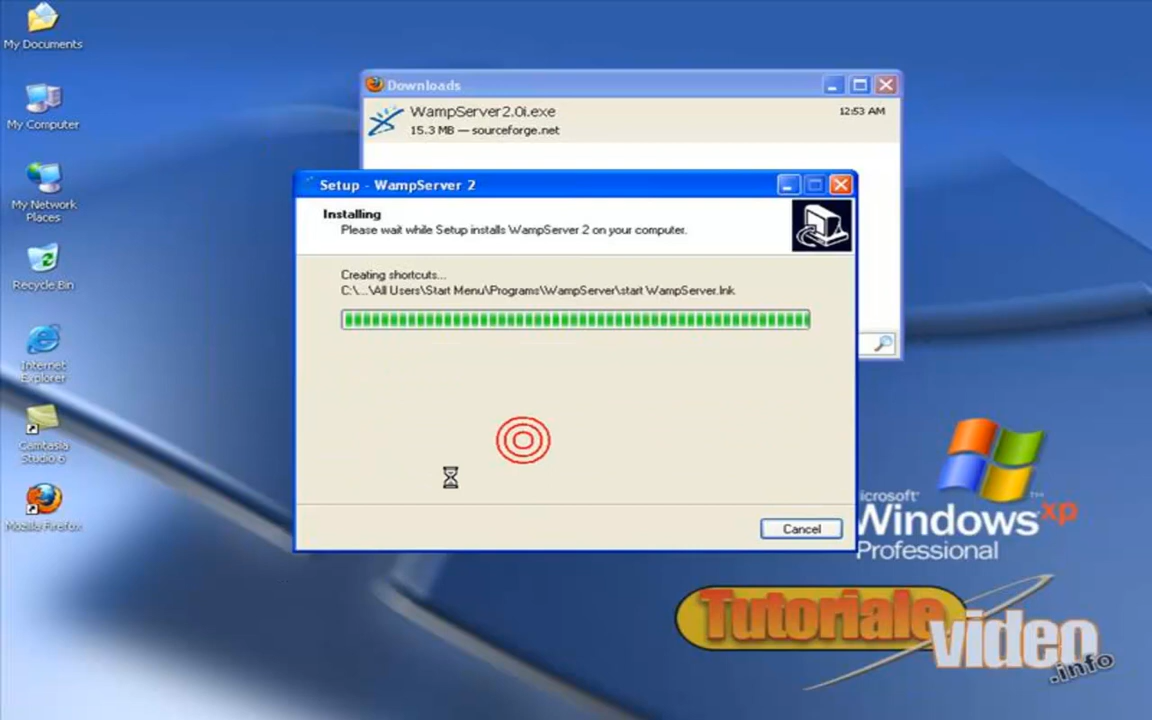 My Documents
My Computer
My Network
Places
Recycle Bin
Internet
Explorer
Camtasia
Studio 6
Mozilla Firefox
Downloads
WampServer2.0i.exe
12:53 AM
15.3 MB — sourceforge.net
Setup - WampServer 2
Installing
Please wait while Setup installs WampServer 2 on your computer.
Creating shortcuts...
C:\...\All Users\Start Menu\Programs\WampServer\start WampServer.lnk
Cancel
icrosoft®
Windows xp
Professional
Tutoriale
video
.info